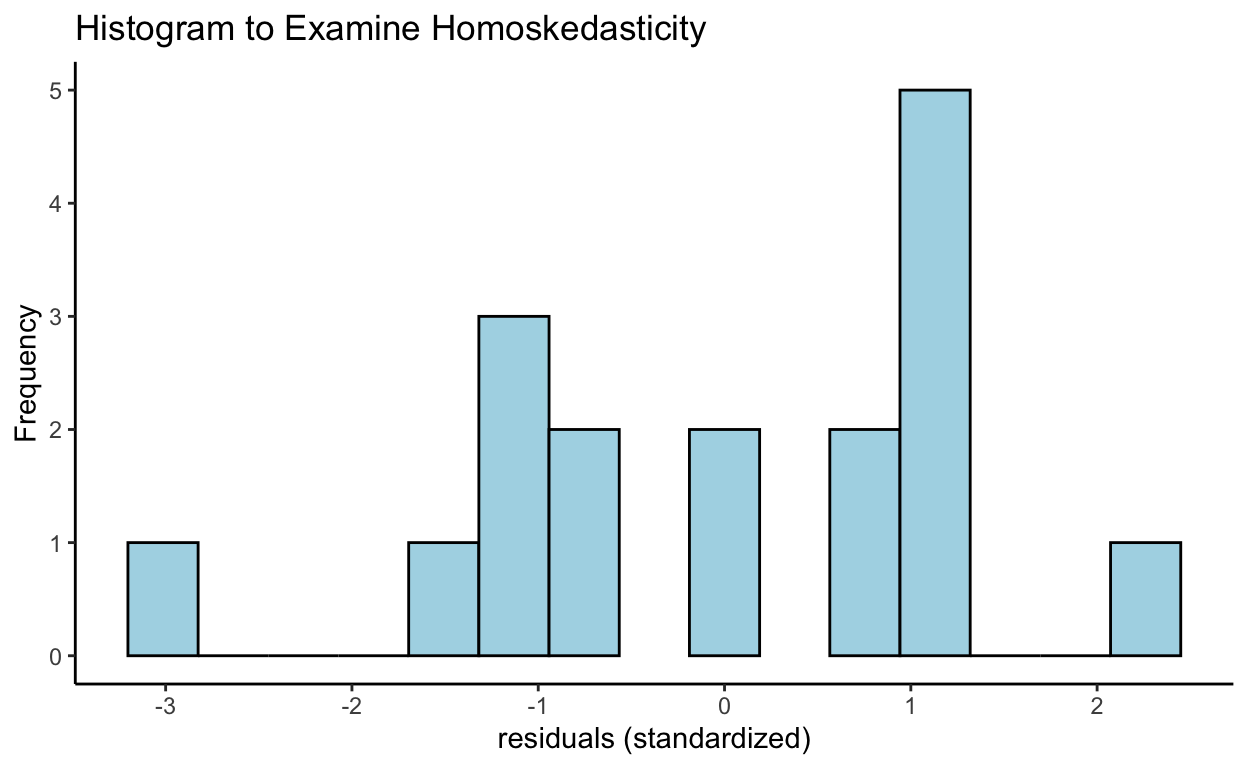 Histogram to Examine Homoskedasticity
Frequency
5
4
3
2
1
0
-3 -2 -1 0 1 2
residuals (standardized)